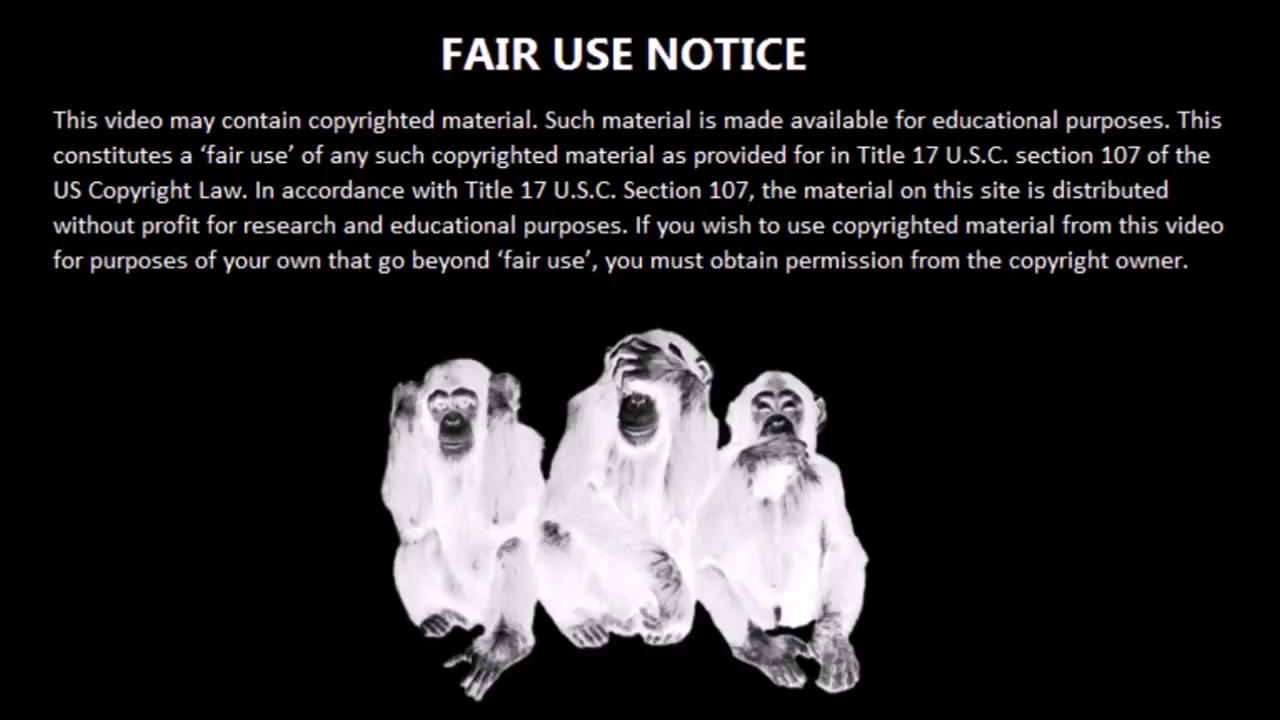 FAIR USE NOTICE
This video may contain copyrighted material. Such material is made available for educational purposes. This
constitutes a ‘fair use’ of any such copyrighted material as provided for in Title 17 U.S.C. section 107 of the
US Copyright Law. In accordance with Title 17 U.S.C. Section 107, the material on this site is distributed
without profit for research and educational purposes. If you wish to use copyrighted material from this video
for purposes of your own that go beyond ‘fair use’, you must obtain permission from the copyright owner.